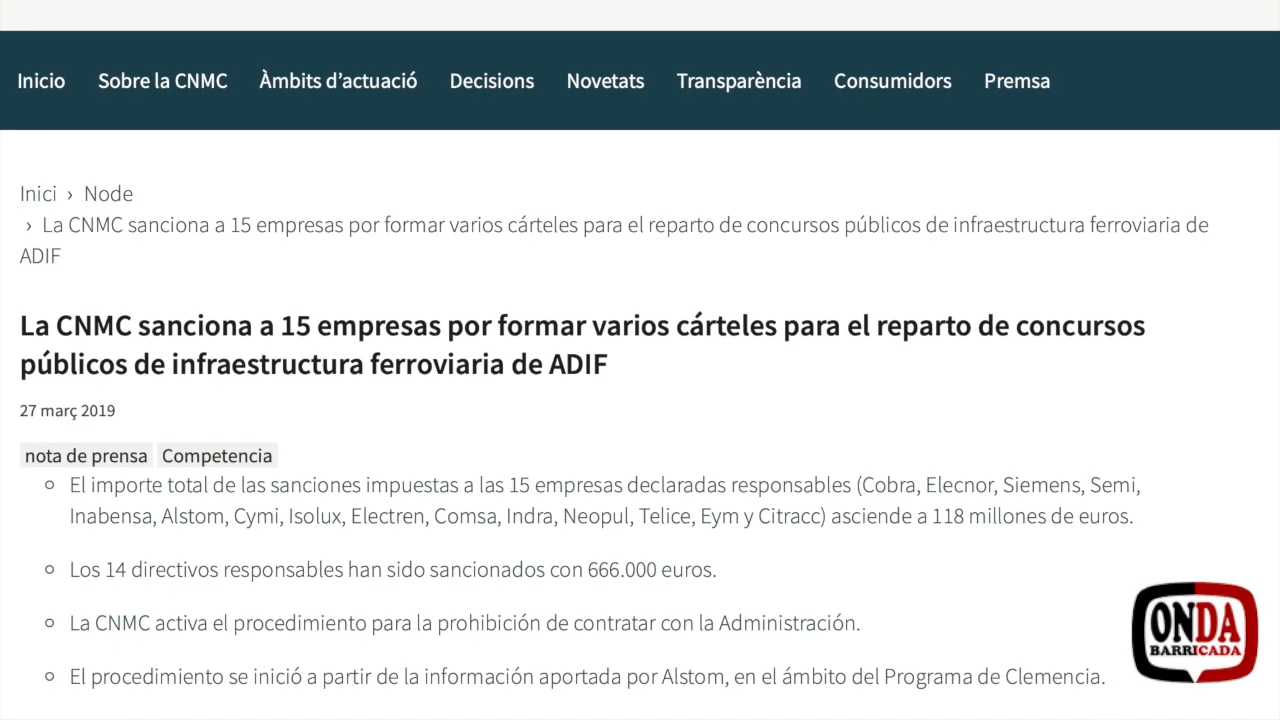 Inicio Sobre la CNMC Àmbits d’actuació Decisions Novetats Transparència Consumidors Premsa
Inici › Node
› La CNMC sanciona a 15 empresas por formar varios cárteles para el reparto de concursos públicos de infraestructura ferroviaria de
ADIF
La CNMC sanciona a 15 empresas por formar varios cárteles para el reparto de concursos
públicos de infraestructura ferroviaria de ADIF
27 març 2019
nota de prensa Competencia
El importe total de las sanciones impuestas a las 15 empresas declaradas responsables (Cobra, Elecnor, Siemens, Semi,
Inabensa, Alstom, Cymi, Isolux, Electren, Comsa, Indra, Neopul, Telice, Eym y Citracc) asciende a 118 millones de euros.
Los 14 directivos responsables han sido sancionados con 666.000 euros.
La CNMC activa el procedimiento para la prohibición de contratar con la Administración.
El procedimiento se inició a partir de la información aportada por Alstom, en el ámbito del Programa de Clemencia.
ONDA
BARRICADA